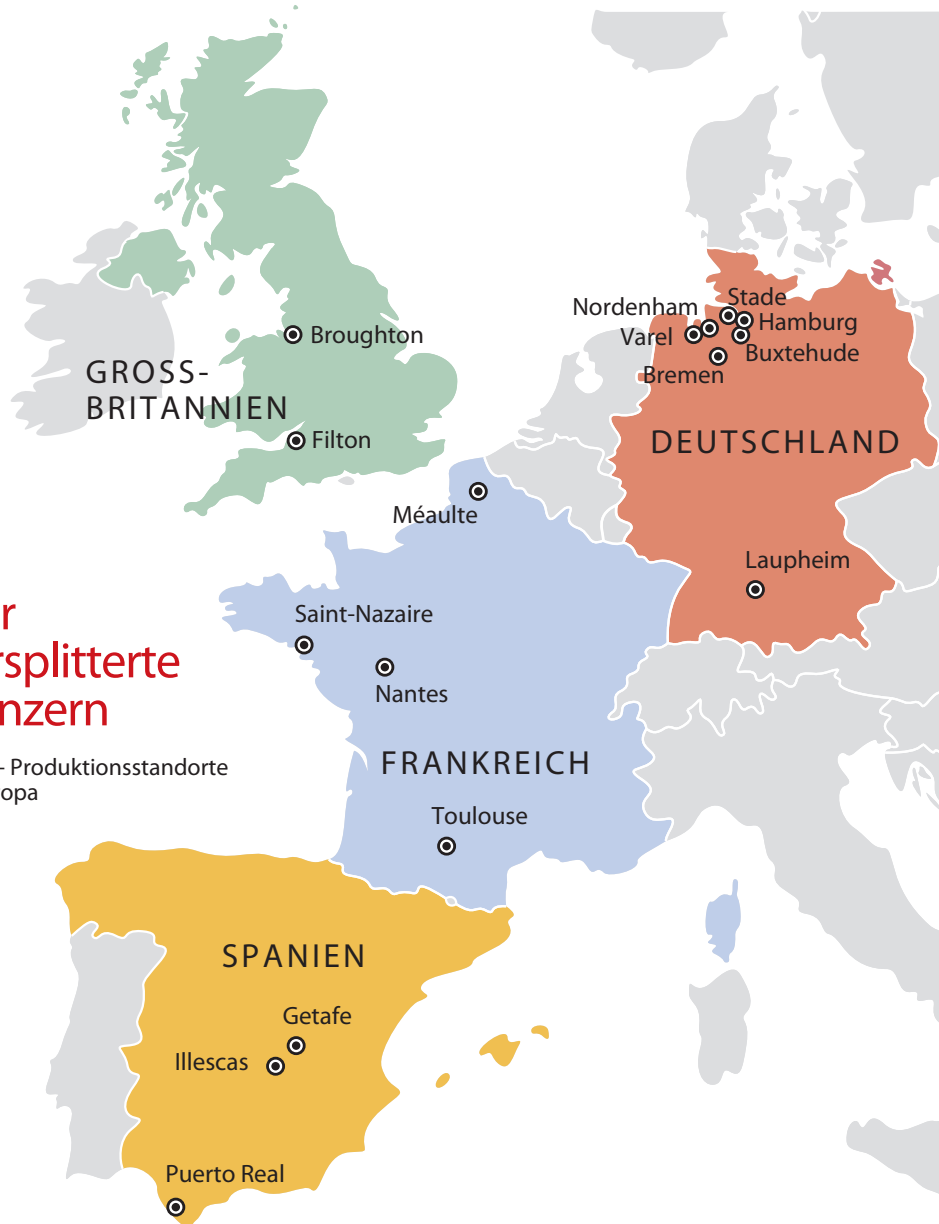 Stade
Nordenham
Hamburg
Varel
Broughton
Buxtehude
GROSS-
Bremen
BRITANNIEN
Filton
DEUTSCHLAND
Méaulte
Laupheim
Saint-Nazaire
r
rsplitterte
Nantes
nzern
FRANKREICH
- Produktionsstandorte
opa
Toulouse
SPANIEN
Getafe
Illescas
Puerto Real